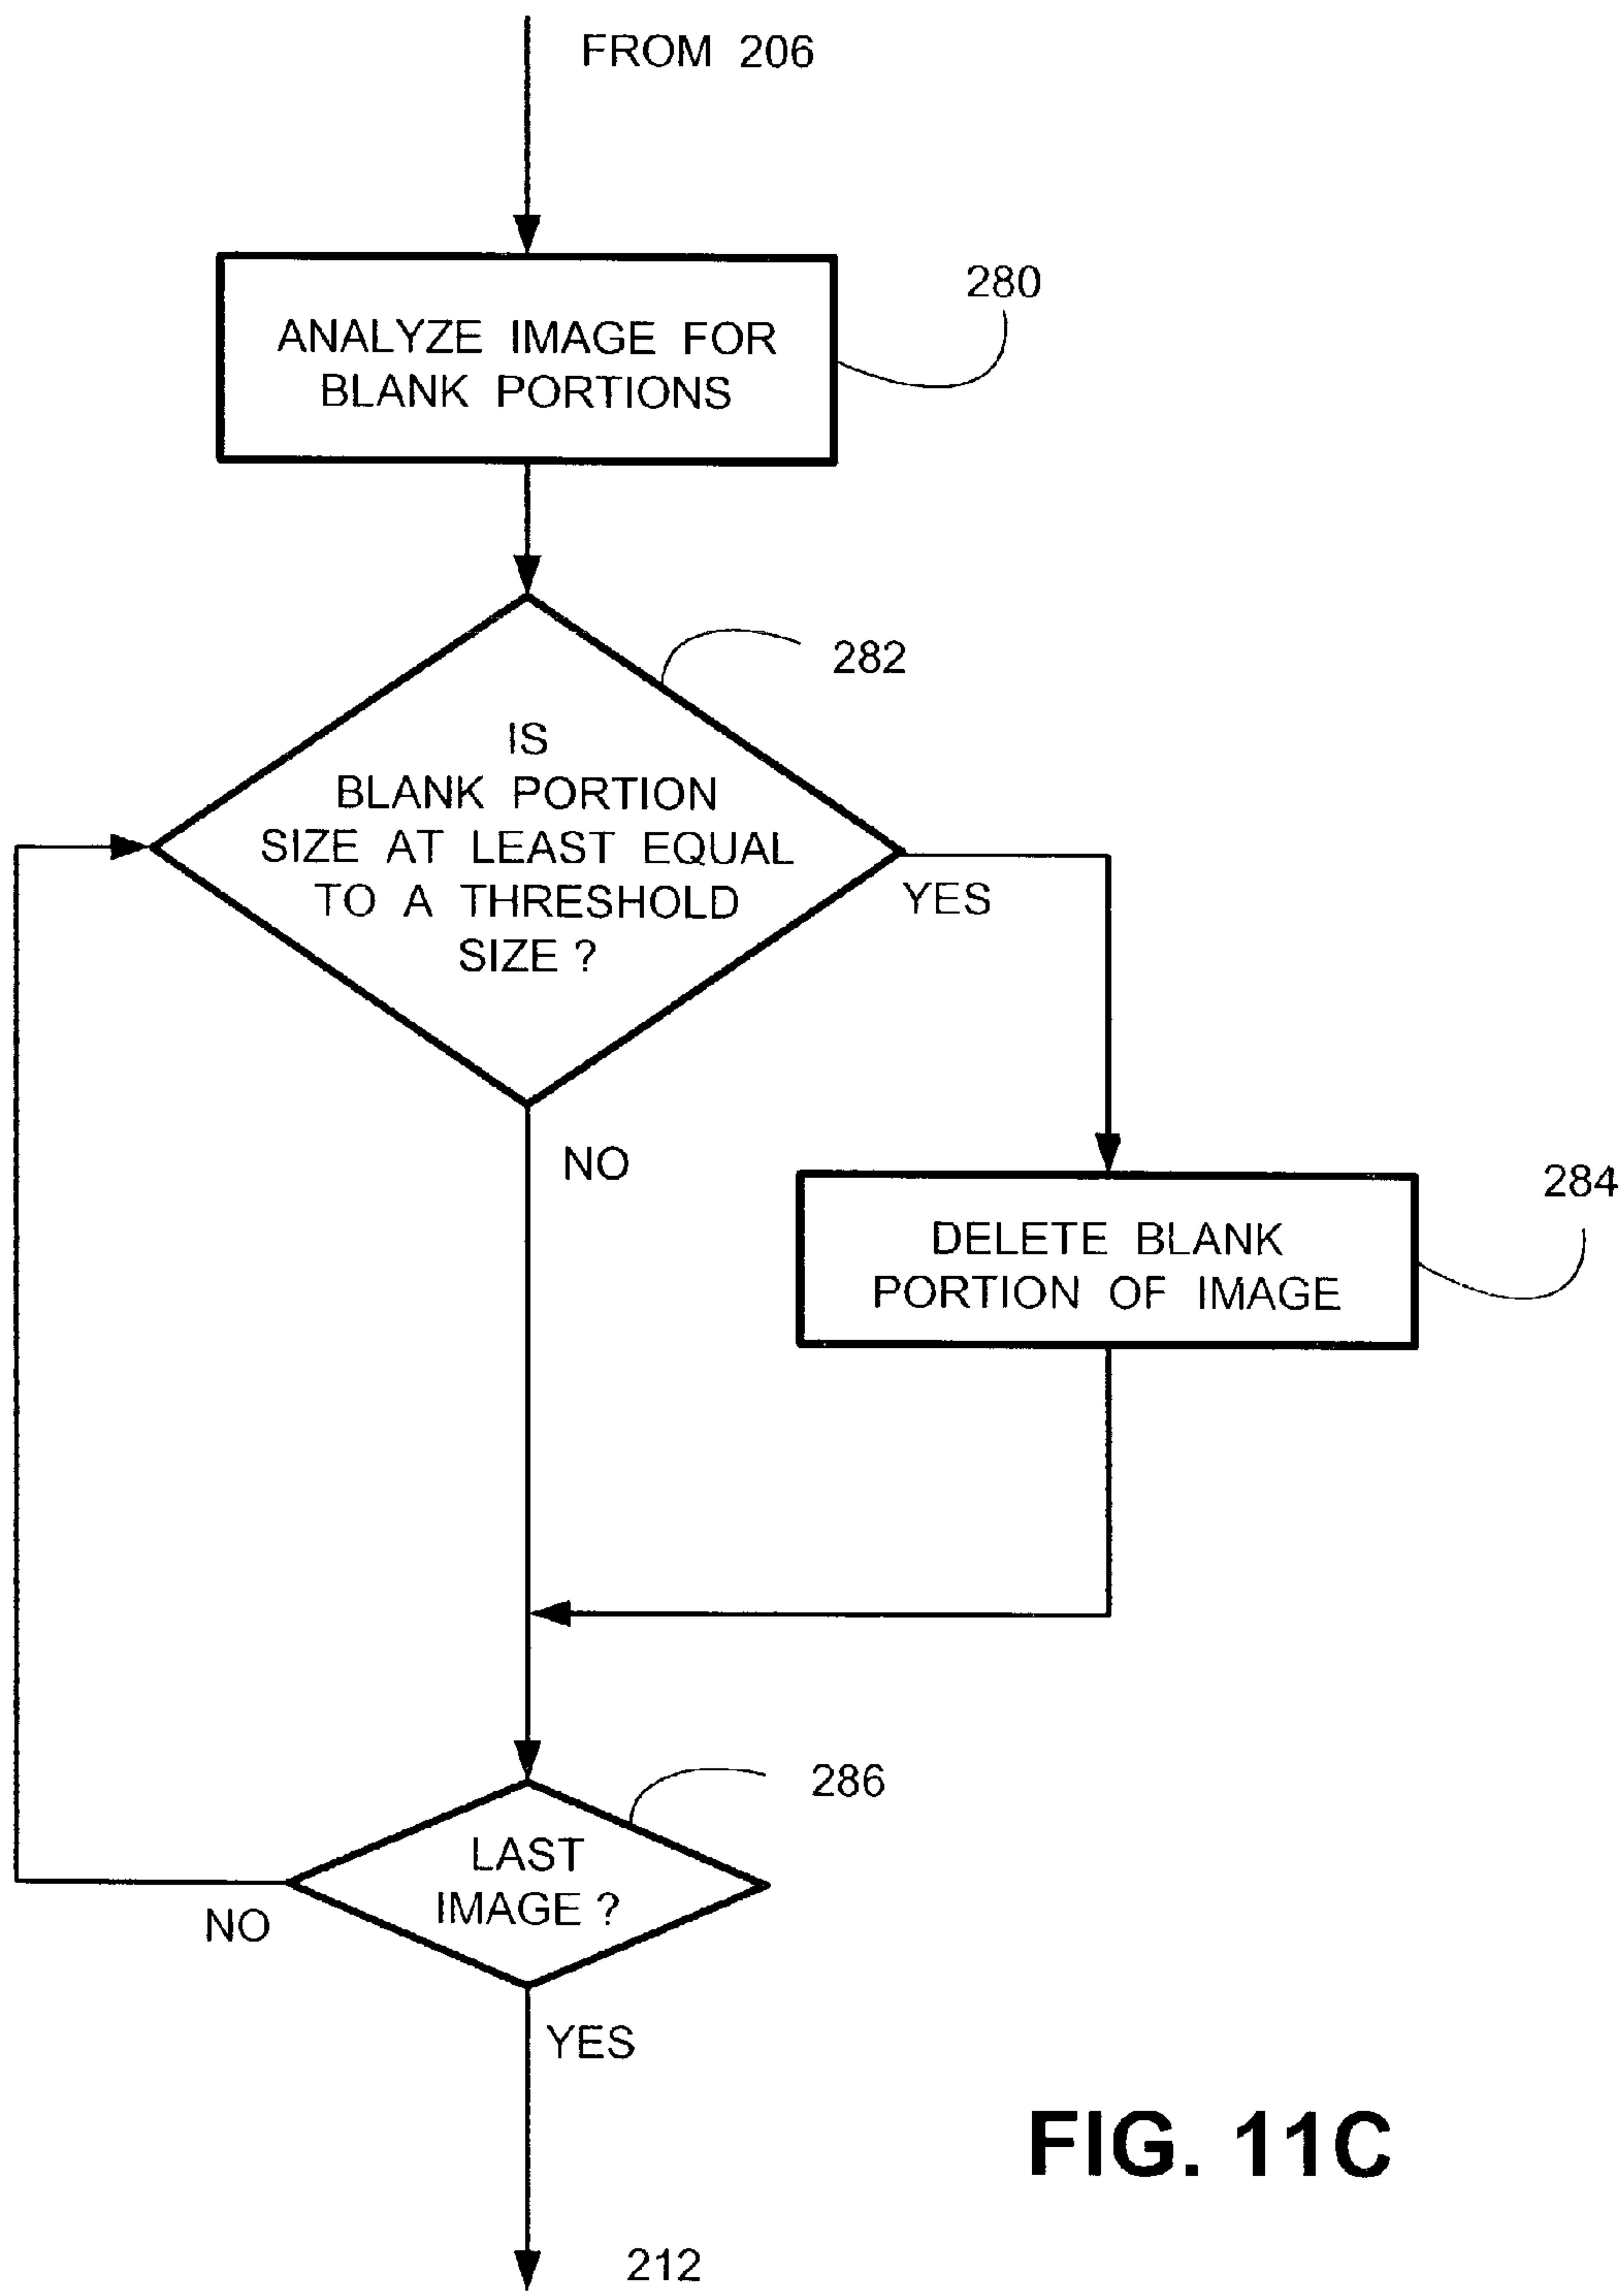 FROM 206
280
ANALYZE IMAGE FOR
BLANK PORTIONS
282
IS
BLANK PORTION
SIZE AT LEAST EQUAL
TO A THRESHOLD
SIZE ?
YES
NO
284
DELETE BLANK
PORTION OF IMAGE
286
LAST
IMAGE ?
NO
YES
FIG. 11C
212